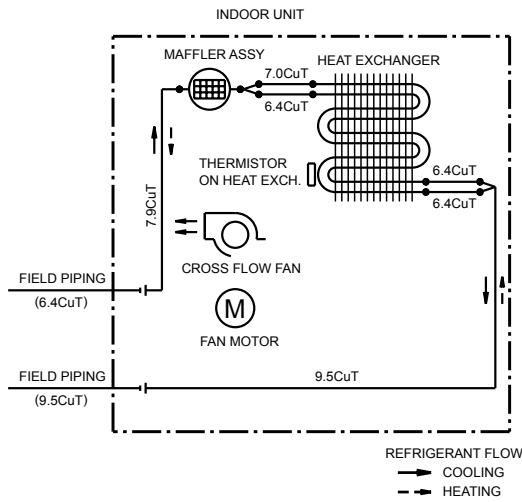 INDOOR UNIT
MAFFLER ASSY
HEAT EXCHANGER
7.0CuT
6.4CuT
THERMISTOR
ON HEAT EXCH.
6.4CuT
6.4CuT
7.9CuT
CROSS FLOW FAN
FIELD PIPING
(6.4CuT)
M
FAN MOTOR
FIELD PIPING
(9.5CuT)
9.5CuT
REFRIGERANT FLOW
COOLING
HEATING